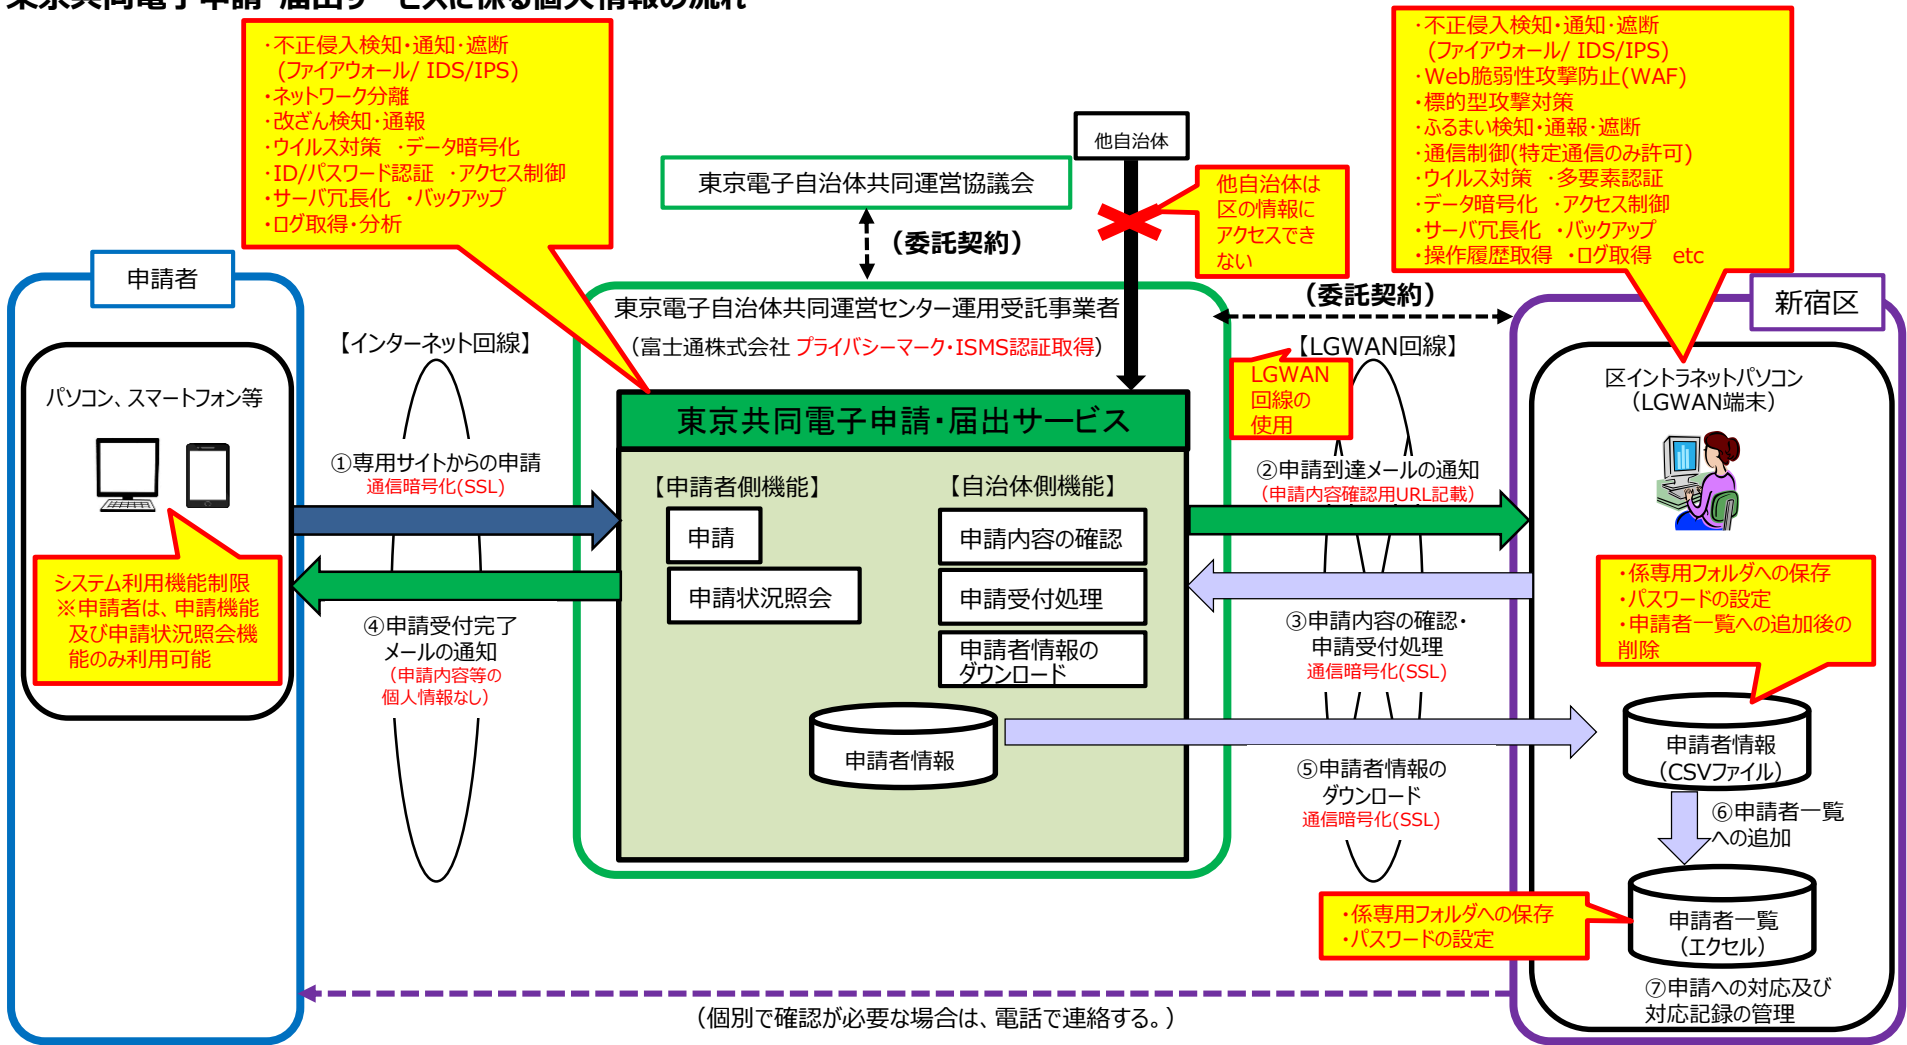 東京共同電子申請・届出サービスに係る個人情報の流れ
・不正侵入検知・通知・遮断
(ファイアウォール/ IDS/IPS)
・ネットワーク分離
・改ざん検知・通報
・ウイルス対策 ・データ暗号化
・ID/パスワード認証 ・アクセス制御
・サーバ冗長化 ・バックアップ
・ログ取得・分析
他自治体
東京電子自治体共同運営協議会
（委託契約）
他自治体は
区の情報に
アクセスでき
ない
・不正侵入検知・通知・遮断
(ファイアウォール/ IDS/IPS)
・Web脆弱性攻撃防止(WAF)
・標的型攻撃対策
・ふるまい検知・通報・遮断
・通信制御(特定通信のみ許可)
・ウイルス対策 ・多要素認証
・データ暗号化 ・アクセス制御
・サーバ冗長化 ・バックアップ
・操作履歴取得 ・ログ取得 etc
申請者
パソコン、スマートフォン等
システム利用機能制限
※申請者は、申請機能
及び申請状況照会機
能のみ利用可能
【インターネット回線】
①専用サイトからの申請
通信暗号化(SSL)
④申請受付完了
メールの通知
（申請内容等の
個人情報なし）
東京電子自治体共同運営センター運用受託事業者
（富士通株式会社 プライバシーマーク・ISMS認証取得）
東京共同電子申請・届出サービス
【申請者側機能】
申請
申請状況照会
【自治体側機能】
申請内容の確認
申請受付処理
申請者情報の
ダウンロード
申請者情報
（委託契約）
【LGWAN回線】
LGWAN
回線の
使用
②申請到達メールの通知
（申請内容確認用URL記載）
③申請内容の確認・
申請受付処理
通信暗号化(SSL)
⑤申請者情報の
ダウンロード
通信暗号化(SSL)
新宿区
区イントラネットパソコン
（LGWAN端末）
・係専用フォルダへの保存
・パスワードの設定
・申請者一覧への追加後の
削除
申請者情報
（CSVファイル）
⑥申請者一覧
への追加
・係専用フォルダへの保存
・パスワードの設定
申請者一覧
（エクセル）
⑦申請への対応及び
対応記録の管理
（個別で確認が必要な場合は、電話で連絡する。）